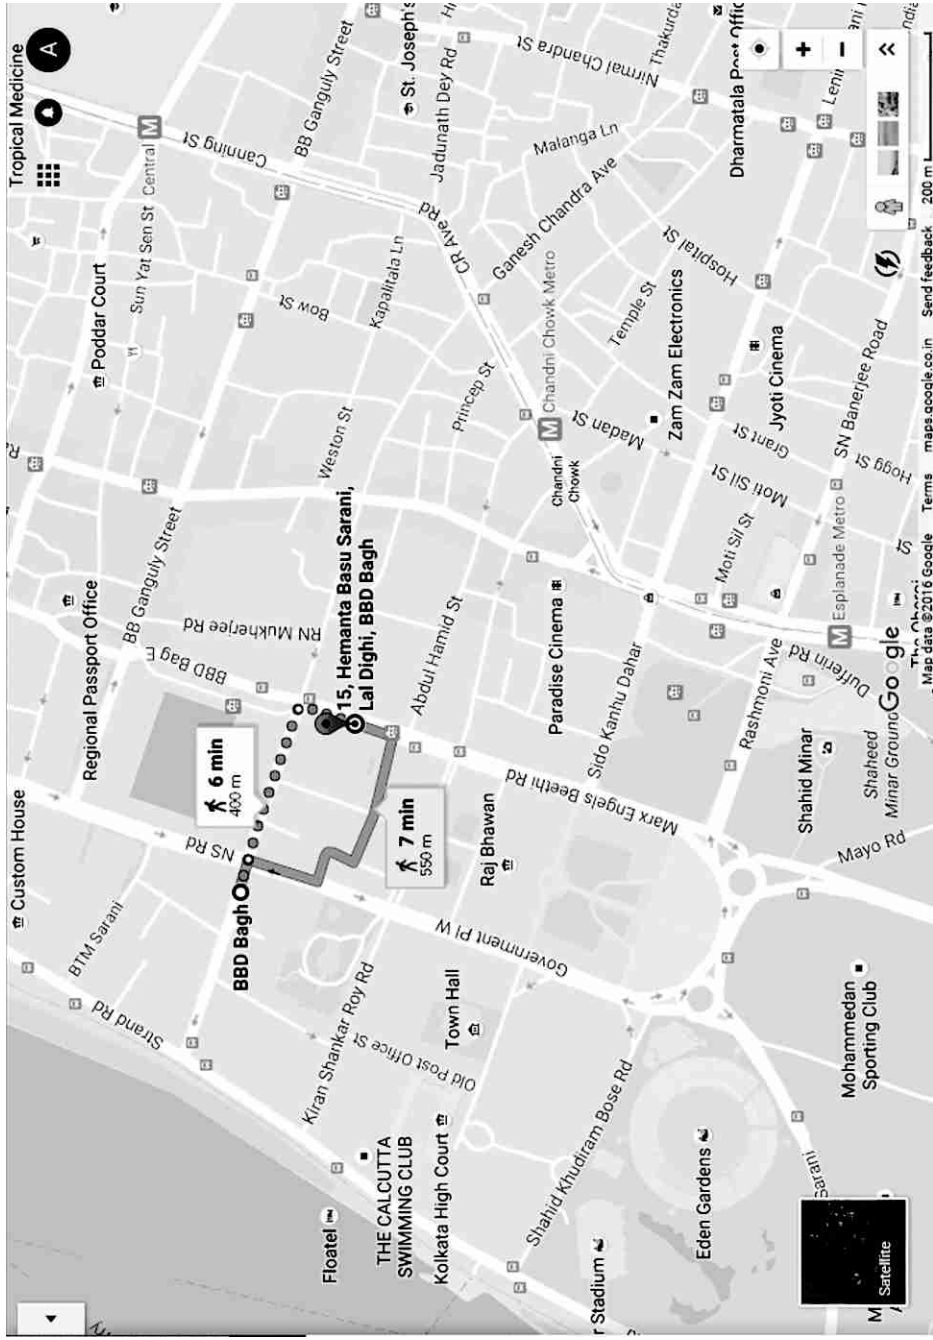 Tropical Medicine
A
Custom House
Regional Passport Office
Poddar Court
Sun Yat Sen St
Central
M
Canning St
BB Ganguly Street
St. Joseph's
Jadunath Dey Rd
Nirmal Chandra St
Thakurda
Dharmatala Post Offic
Malanga Ln
Ganesh Chandra Ave
CR Ave Rd
Kapalitala Ln
Bow St
Hospital St
Temple St
Princep St
Weston St
BB Ganguly Street
RN Mukherjee Rd
BBD Bag E
BTM Sarani
Strand Rd
NS Rd
BBD Bagh
6 min
400 m
7 min
550 m
15, Hemanta Basu Sarani,
Lal Dighi, BBD Bagh
Abdul Hamid St
Chandni Chowk Metro
M
Chandni
Chowk
Madan St
Zam Zam Electronics
Jyoti Cinema
Grant St
Moti Sil St
Moti Sil St
SN Banerjee Road
Hogg St
Lenin
St
Paradise Cinema
Sido Kanhu Dahar
Esplanade Metro
M
Dufferin Rd
Rashmoni Ave
Marx Engels Beethi Rd
Raj Bhawan
Government Pl W
Kiran Shankar Roy Rd
Old Post Office St
Town Hall
Floatel
THE CALCUTTA
SWIMMING CLUB
Kolkata High Court
Shahid Khudiram Bose Rd
Eden Gardens
r Stadium
Mohammedan
Sporting Club
Shahid Minar
Shaheed
Minar Ground
Mayo Rd
Sarani
Satellite
Google
Map data ©2016 Google
Terms
maps.google.co.in
Send feedback
200 m